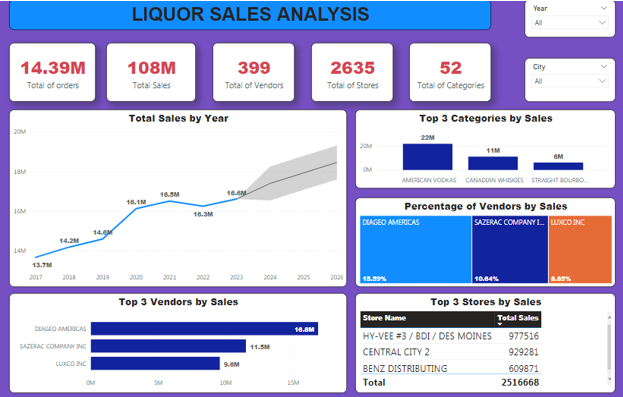 LIQUOR SALES ANALYSIS
Year
All
City
All
14.39M
Total of orders
108M
Total Sales
399
Total of Vendors
2635
Total of Stores
52
Total of Categories
Total Sales by Year
20M
18M
16M
14M
13.7M
14.2M
14.6M
16.1M
16.5M
16.3M
16.6M
2017 2018 2019 2020 2021 2022 2023 2024 2025 2026
Top 3 Categories by Sales
20M
0M
22M
11M
6M
AMERICAN VODKAS CANADIAN WHISKIES STRAIGHT BOURBO...
Percentage of Vendors by Sales
DIAGEO AMERICAS
SAZERAC COMPANY I...
LUXCO INC
15.59%
10.64%
8.85%
Top 3 Vendors by Sales
DIAGEO AMERICAS
16.8M
SAZERAC COMPANY INC
11.5M
LUXCO INC
9.6M
0M 5M 10M 15M
Top 3 Stores by Sales
Store Name Total Sales
HY-VEE #3 / BDI / DES MOINES 977516
CENTRAL CITY 2 929281
BENZ DISTRIBUTING 609871
Total 2516668